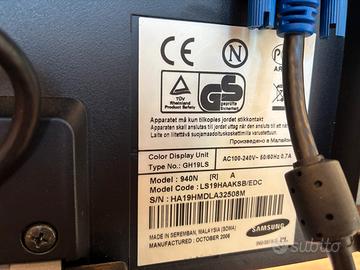 CE
N
TÜV
Rheinland
Product Safety
GS
geprüfte
Sicherheit
Apparatet må kun tilkoples jordet stikkontakt
Apparaten skall anslutas till jordat uttag när den ansluts till ett nätverk
Laite on liitettävä
suojamaadoituskoskettimilla va
Произведено в Малайзи
Color Display Unit
Type No.: GH19LS
AC100-240V~ 50/60Hz 0,7A
Model : 940N [R] A
Model Code : LS19HAAKSB/EDC
S/N : HA19HMDLA32508M
MADE IN SEREMBAN, MALAYSIA (SDMA)
MANUFACTURED : OCTOBER 2006
SAMSUNG
subito